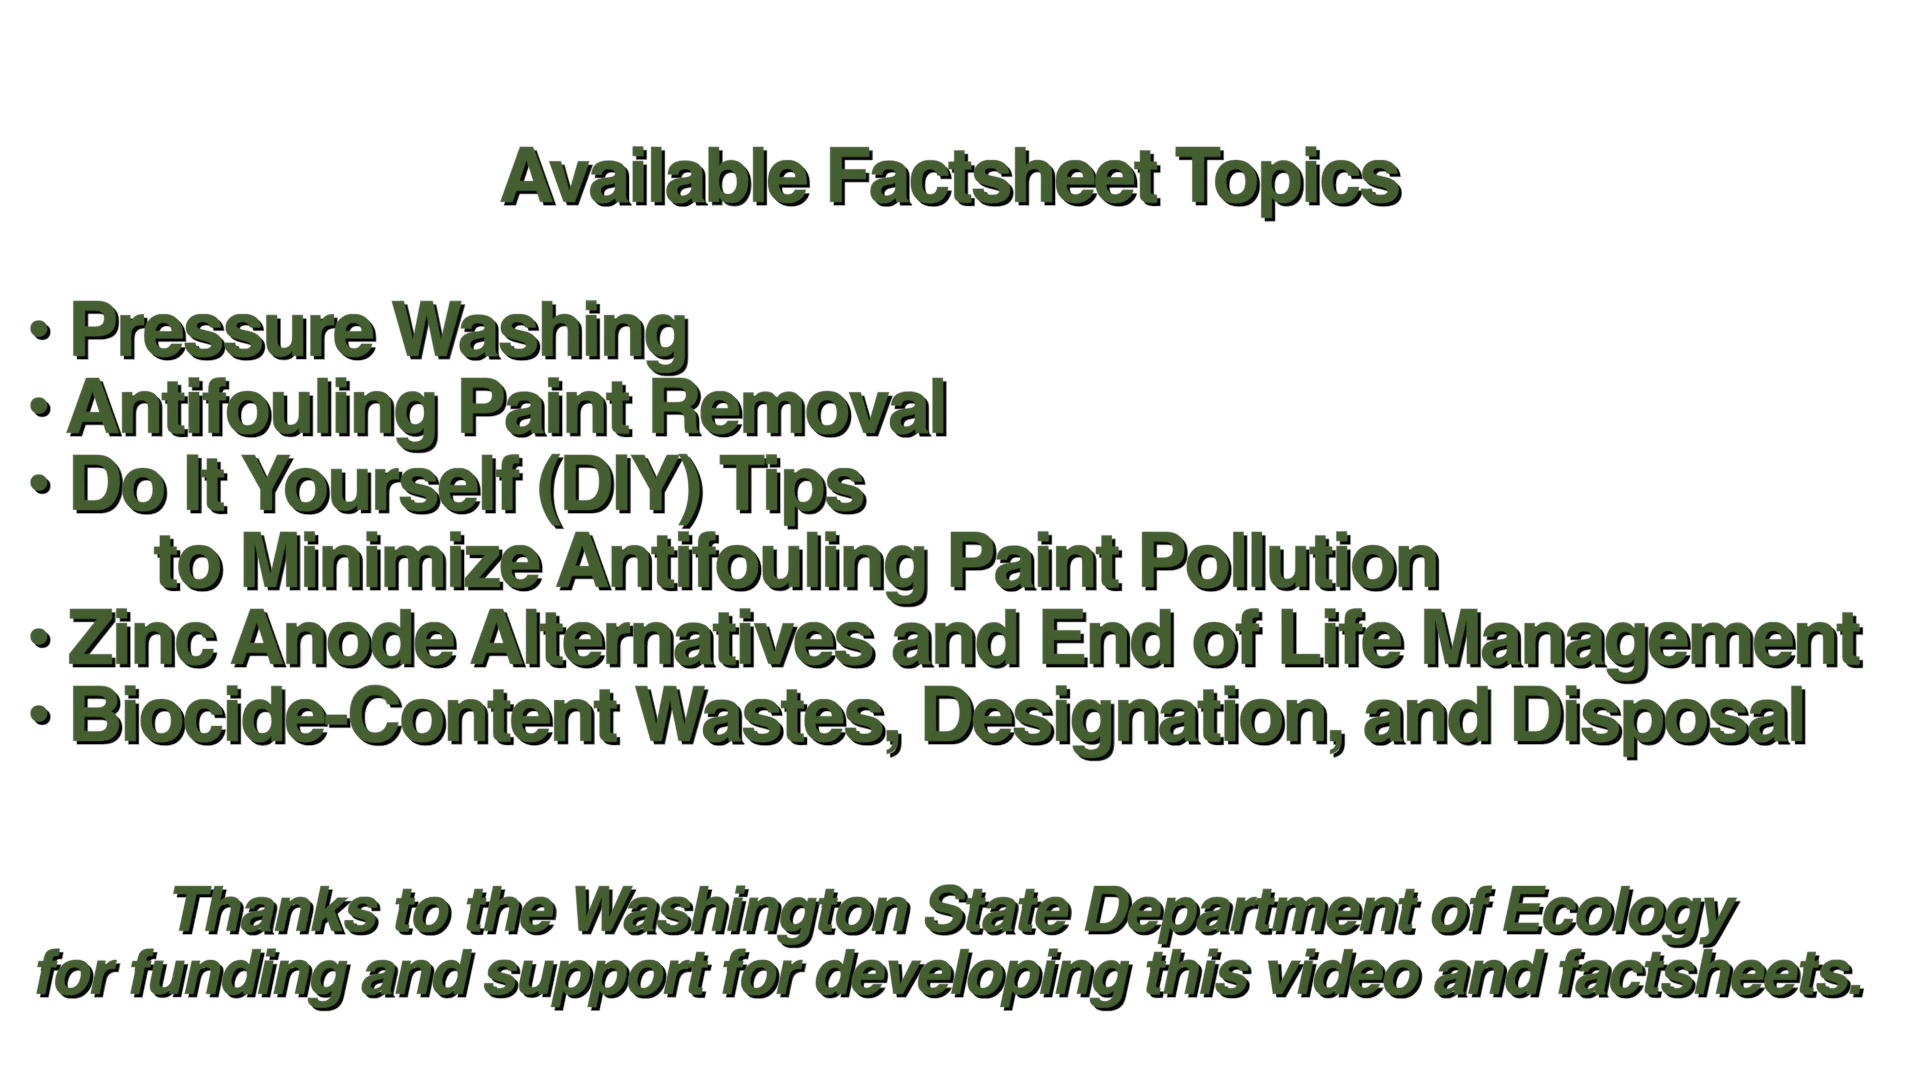 Available Factsheet Topics
• Pressure Washing
• Antifouling Paint Removal
• Do It Yourself (DIY) Tips
to Minimize Antifouling Paint Pollution
• Zinc Anode Alternatives and End of Life Management
• Biocide-Content Wastes, Designation, and Disposal
Thanks to the Washington State Department of Ecology
for funding and support for developing this video and factsheets.